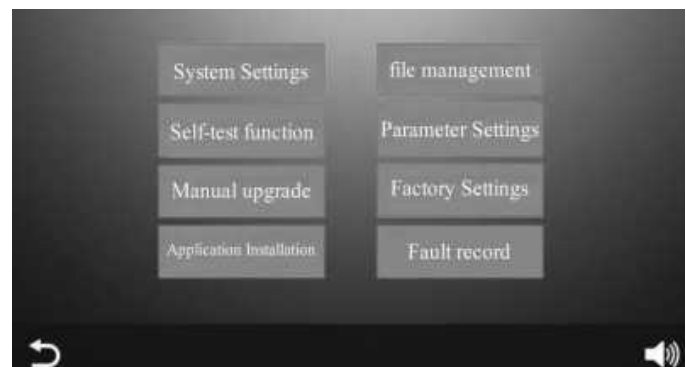 System Settings
file management
Self-test function
Parameter Settings
Manual upgrade
Factory Settings
Application Installation
Fault record